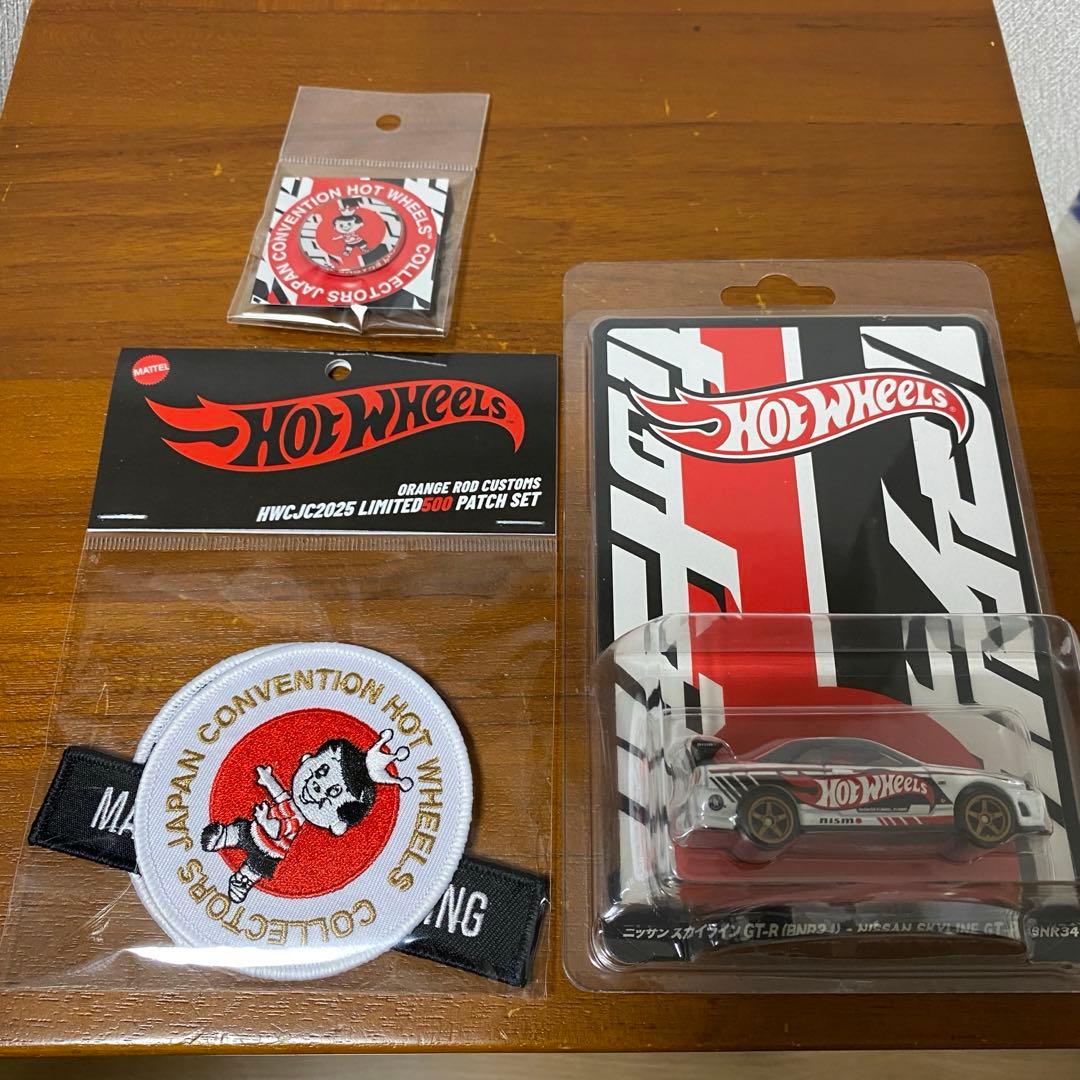 JAPAN CONVENTION HOT WHEELS™ COLLECTORS
MATTEL
HOT WHEELS
ORANGE ROD CUSTOMS
HWCJC2025 LIMITED500 PATCH SET
JAPAN CONVENTION HOT WHEELS COLLECTORS
HOT WHEELS®
nismo
HOT WHEELS
nismo
ニッサン スカイライン GT-R (BNR34) - NISSAN SKYLINE GT-R (BNR34